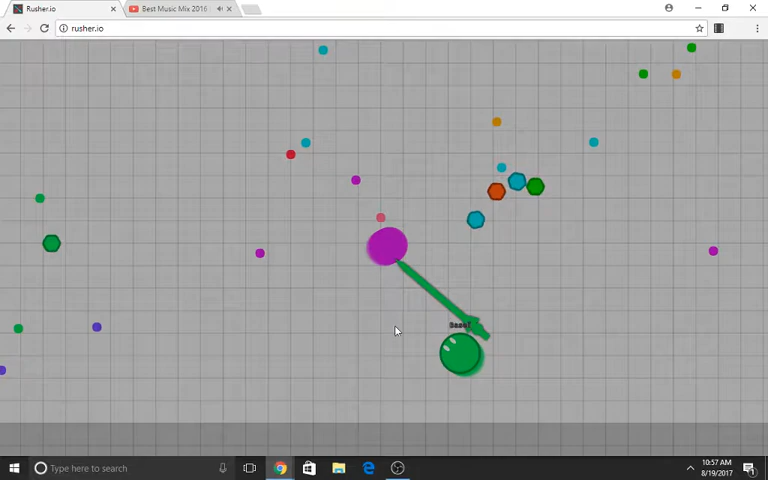 Rusher.io
Best Music Mix 2016
rusher.io
Type here to search
10:57 AM
8/19/2017